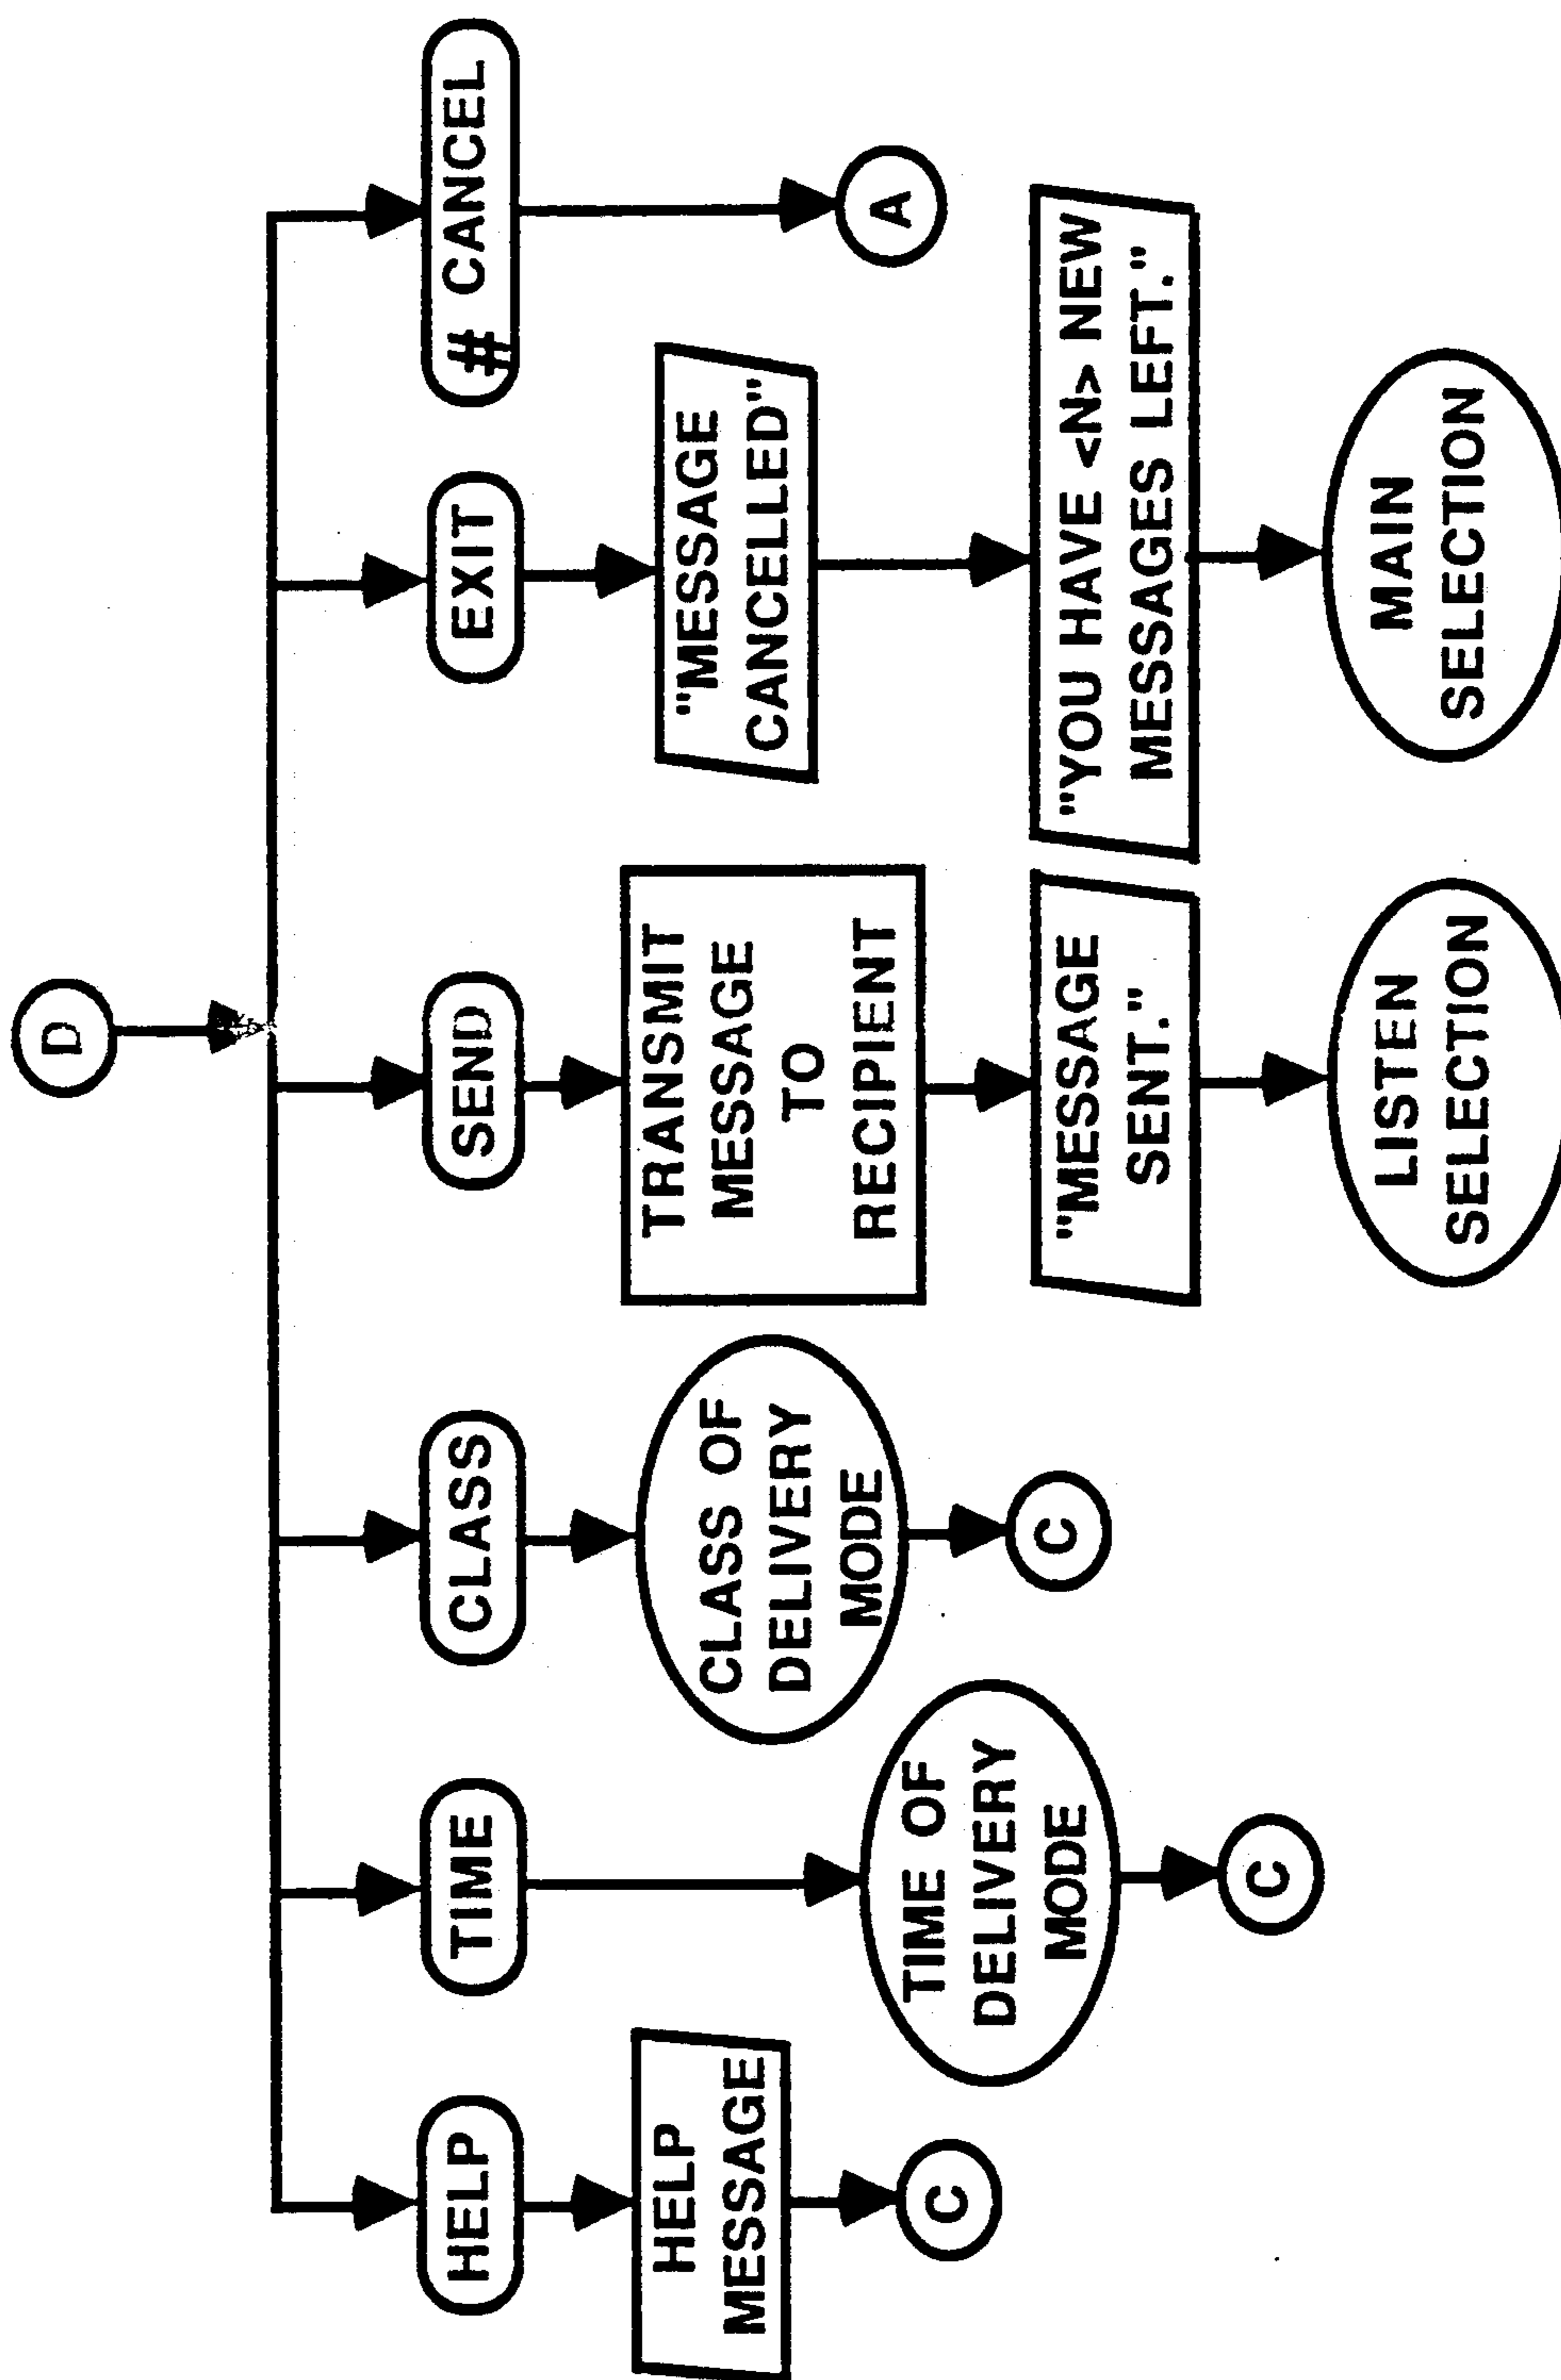 D
HELP
TIME
CLASS
SEND
EXIT
# CANCEL
HELP
MESSAGE
C
TIME OF
DELIVERY
MODE
C
CLASS OF
DELIVERY
MODE
C
TRANSMIT
MESSAGE
TO
RECIPIENT
"MESSAGE
SENT."
LISTEN
SELECTION
"MESSAGE
CANCELLED"
"YOU HAVE <N> NEW
MESSAGES LEFT."
MAIN
SELECTION
A